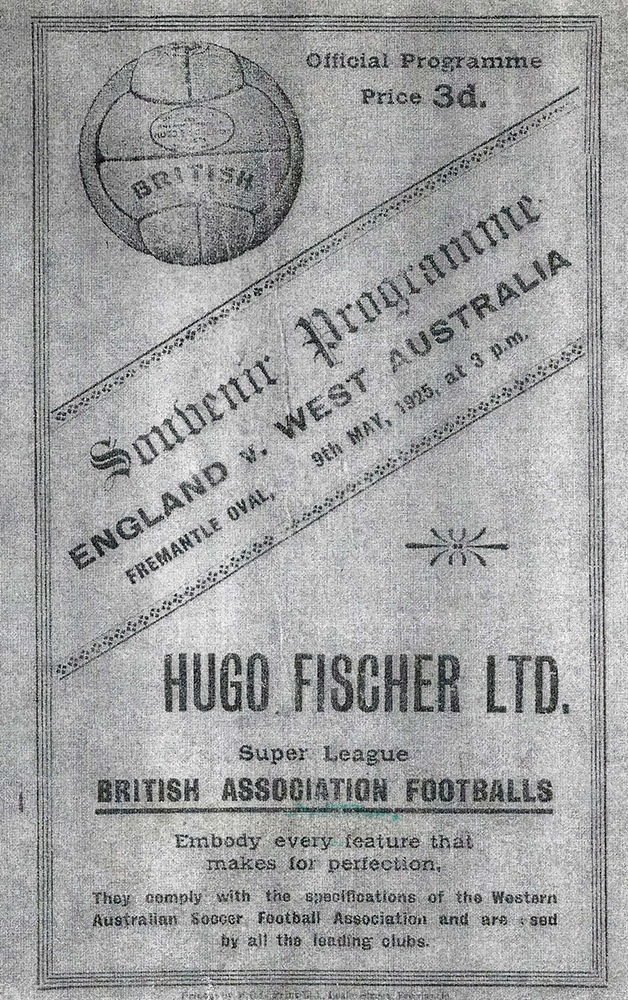 Official Programme
Price 3d.
BRITISH
Souvenir Programme
ENGLAND v. WEST AUSTRALIA
FREMANTLE OVAL, 9th MAY, 1925, at 3 p.m.
HUGO FISCHER LTD.
Super League
BRITISH ASSOCIATION FOOTBALLS
Embody every feature that
makes for perfection,
They comply with the specifications of the Western
Australian Soccer Football Association and are used
by all the leading clubs.